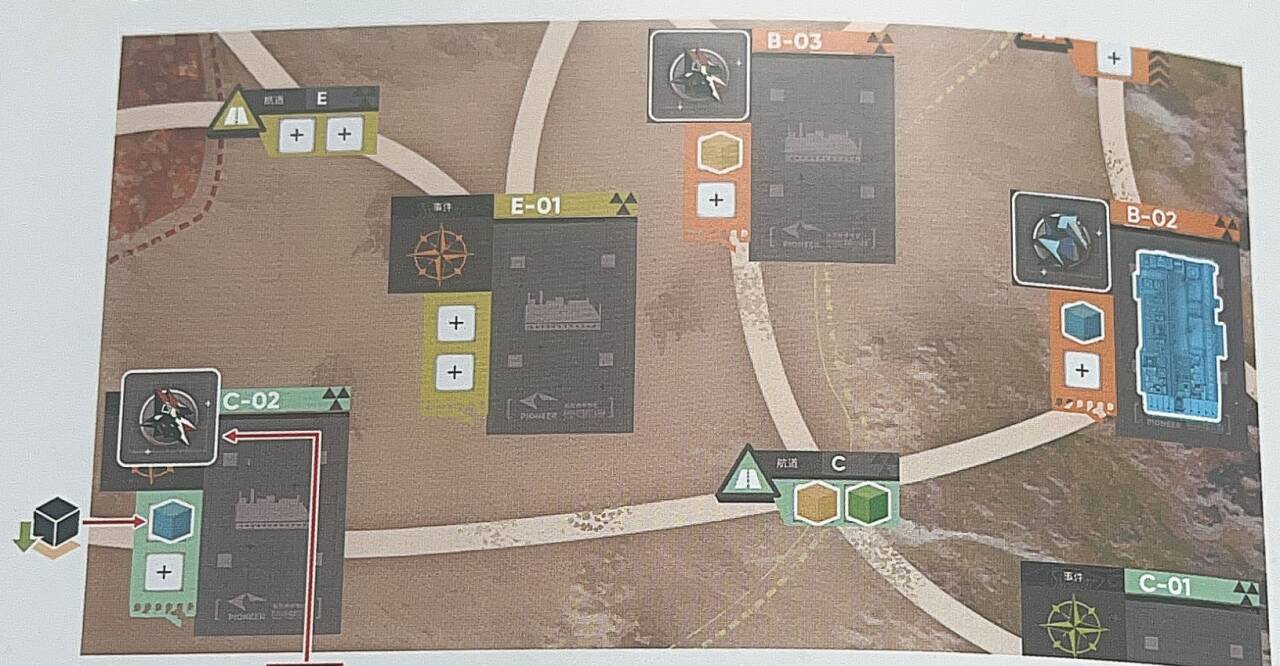 B-03
航道 E
事件
E-01
PIONEER
B-02
C-02
PIONEER
航道 C
PIONEER
PIONEER
事件
C-01